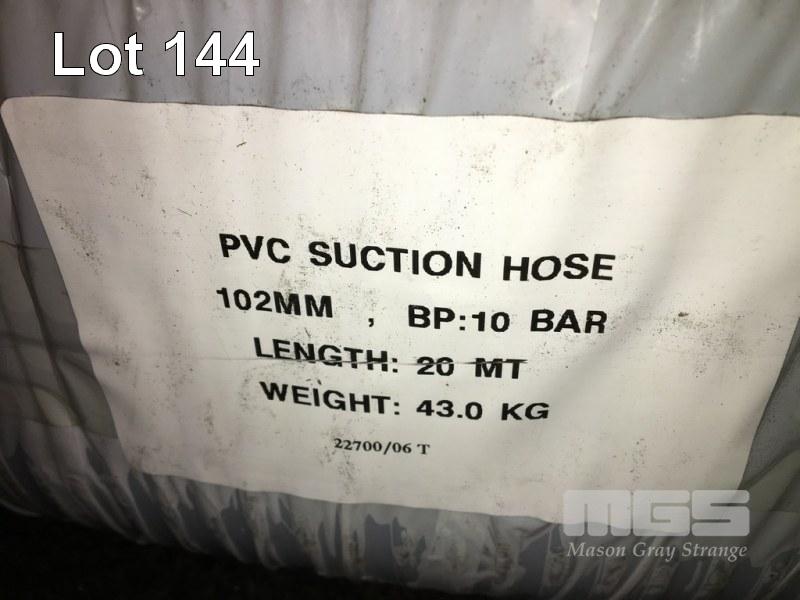 Lot 144
PVC SUCTION HOSE
102MM , BP:10 BAR
LENGTH: 20 MT
WEIGHT: 43.0 KG
22700/06 T
MGS
Mason Gray Strange